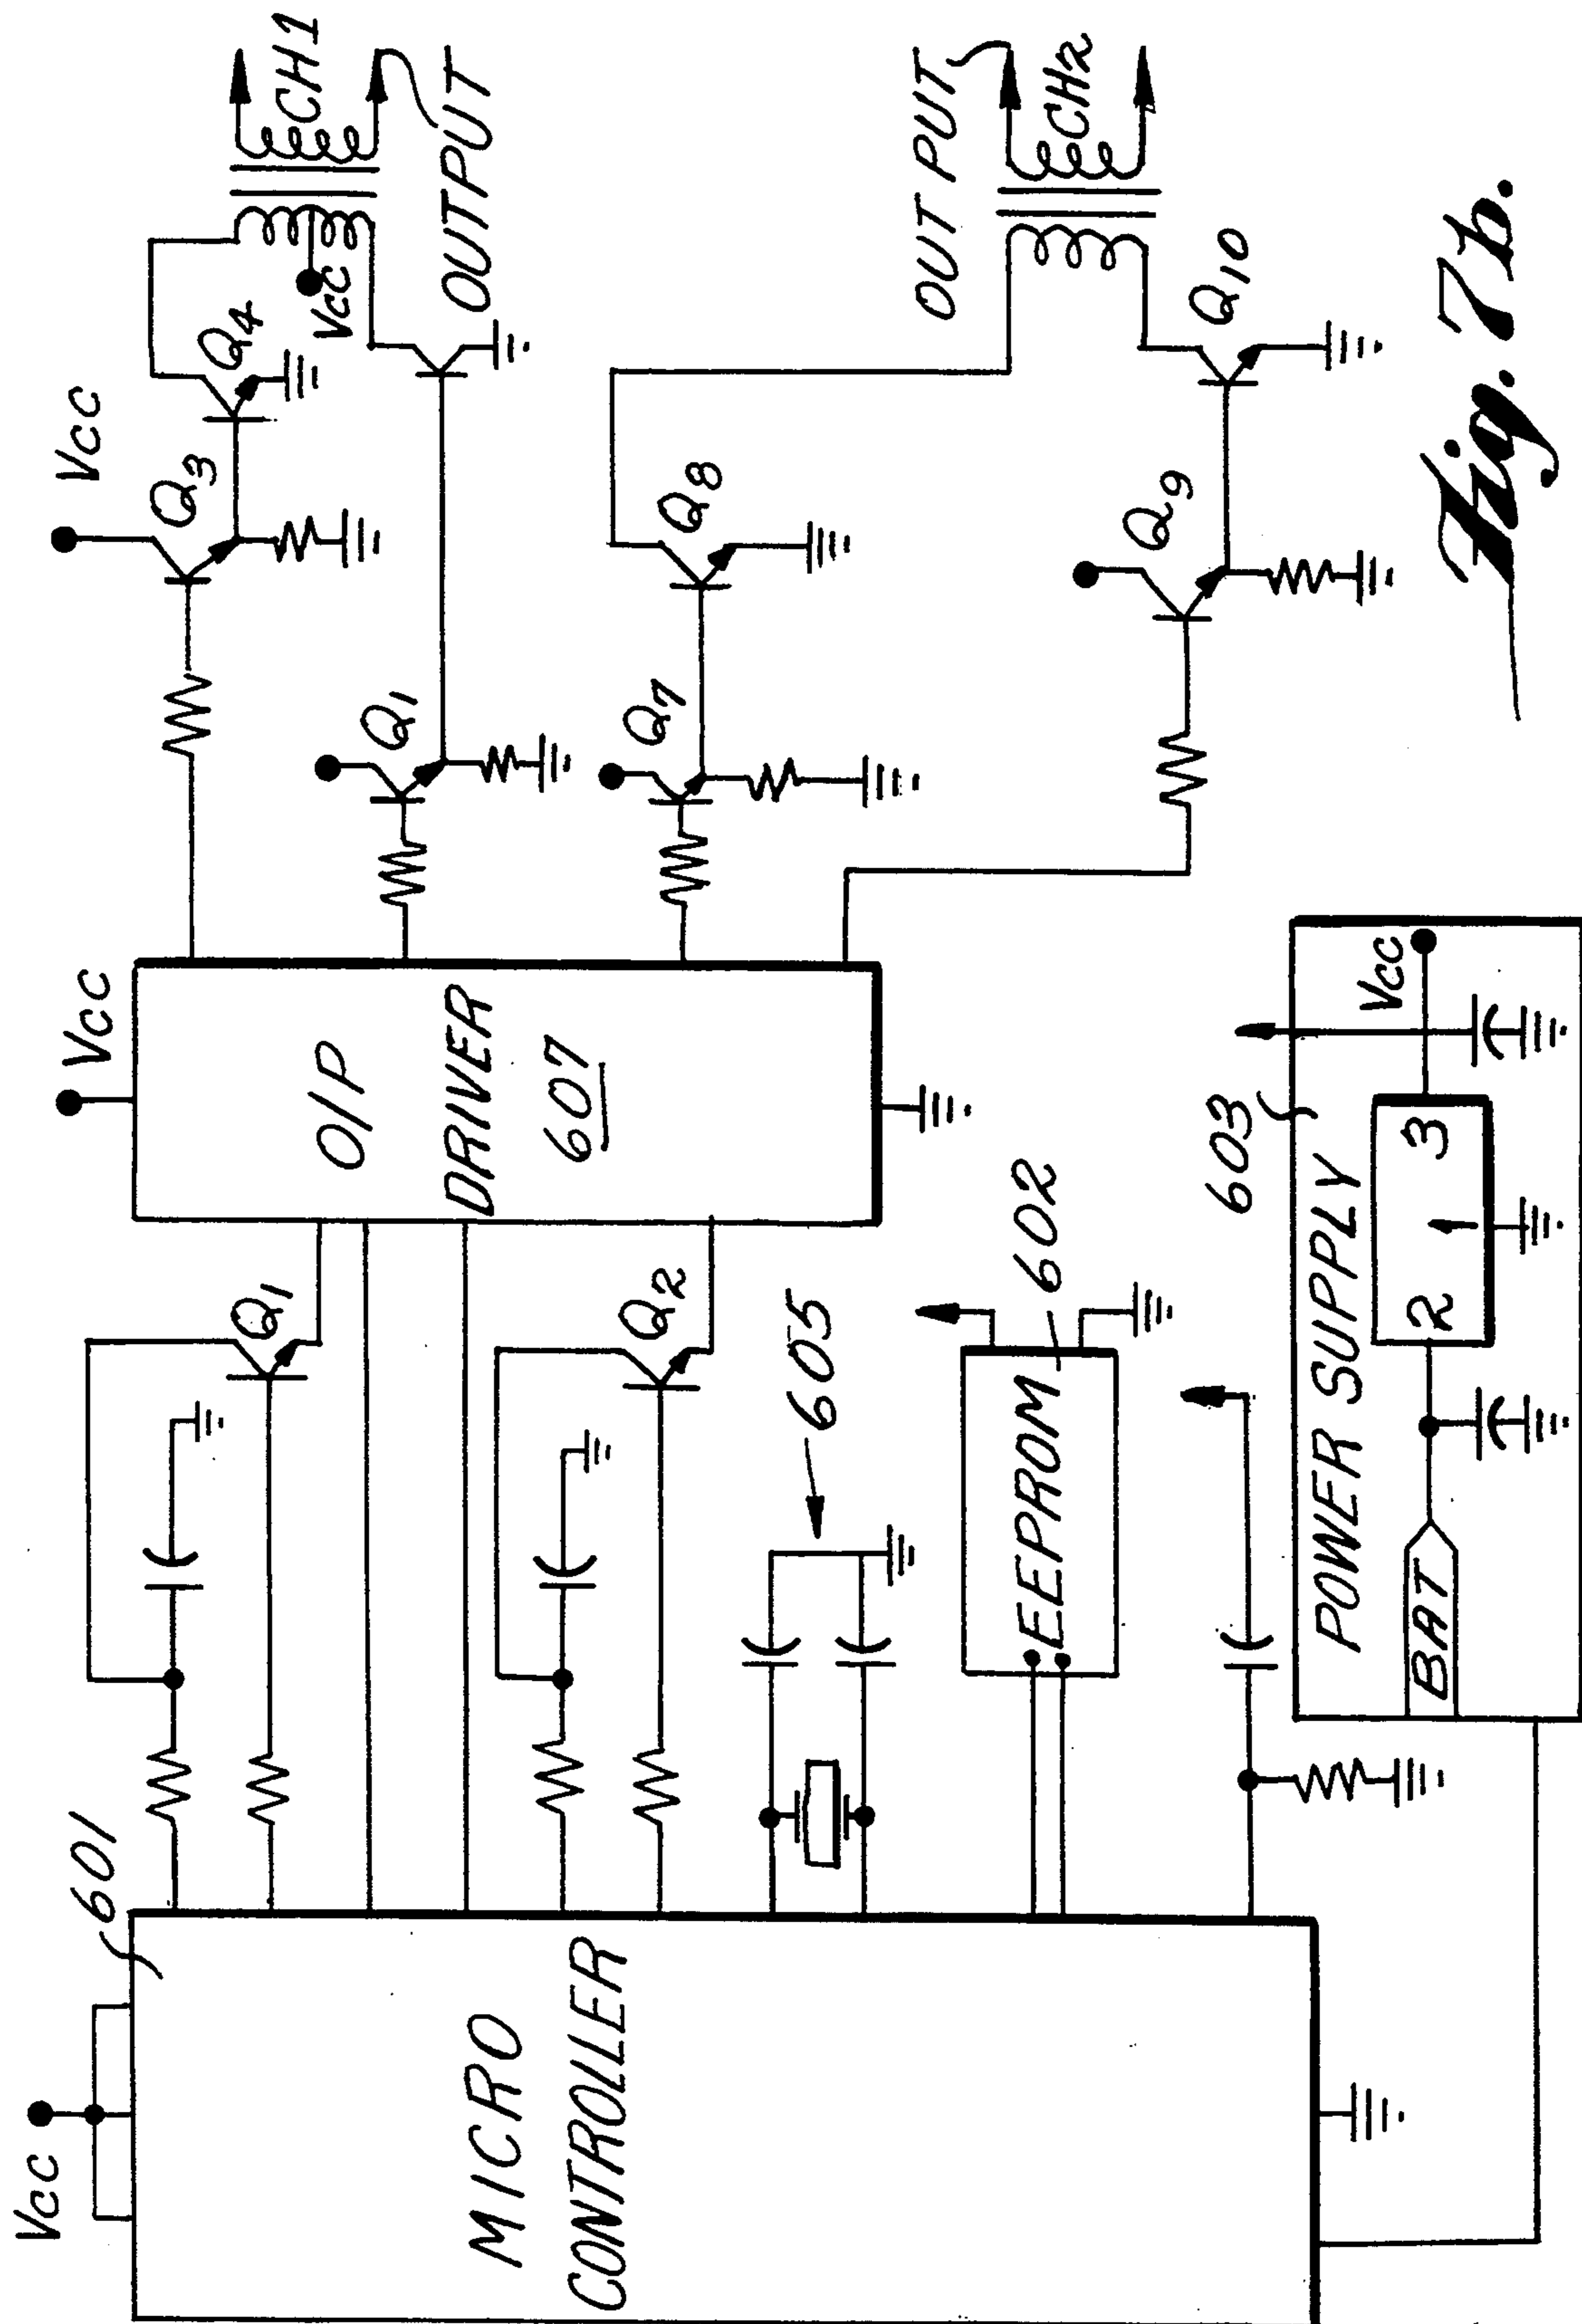 Vcc
601
MICRO
CONTROLLER
Q1
Q2
605
EEPROM
602
Vcc
O/P
DRIVER
607
Vcc
Q3
Q4
Q1
Q7
Q8
Q9
Q10
Vcc
CH1
OUTPUT
OUT PUT
CH2
603
POWER SUPPLY
BAT
2
1
3
Vcc
Fig. 7b.